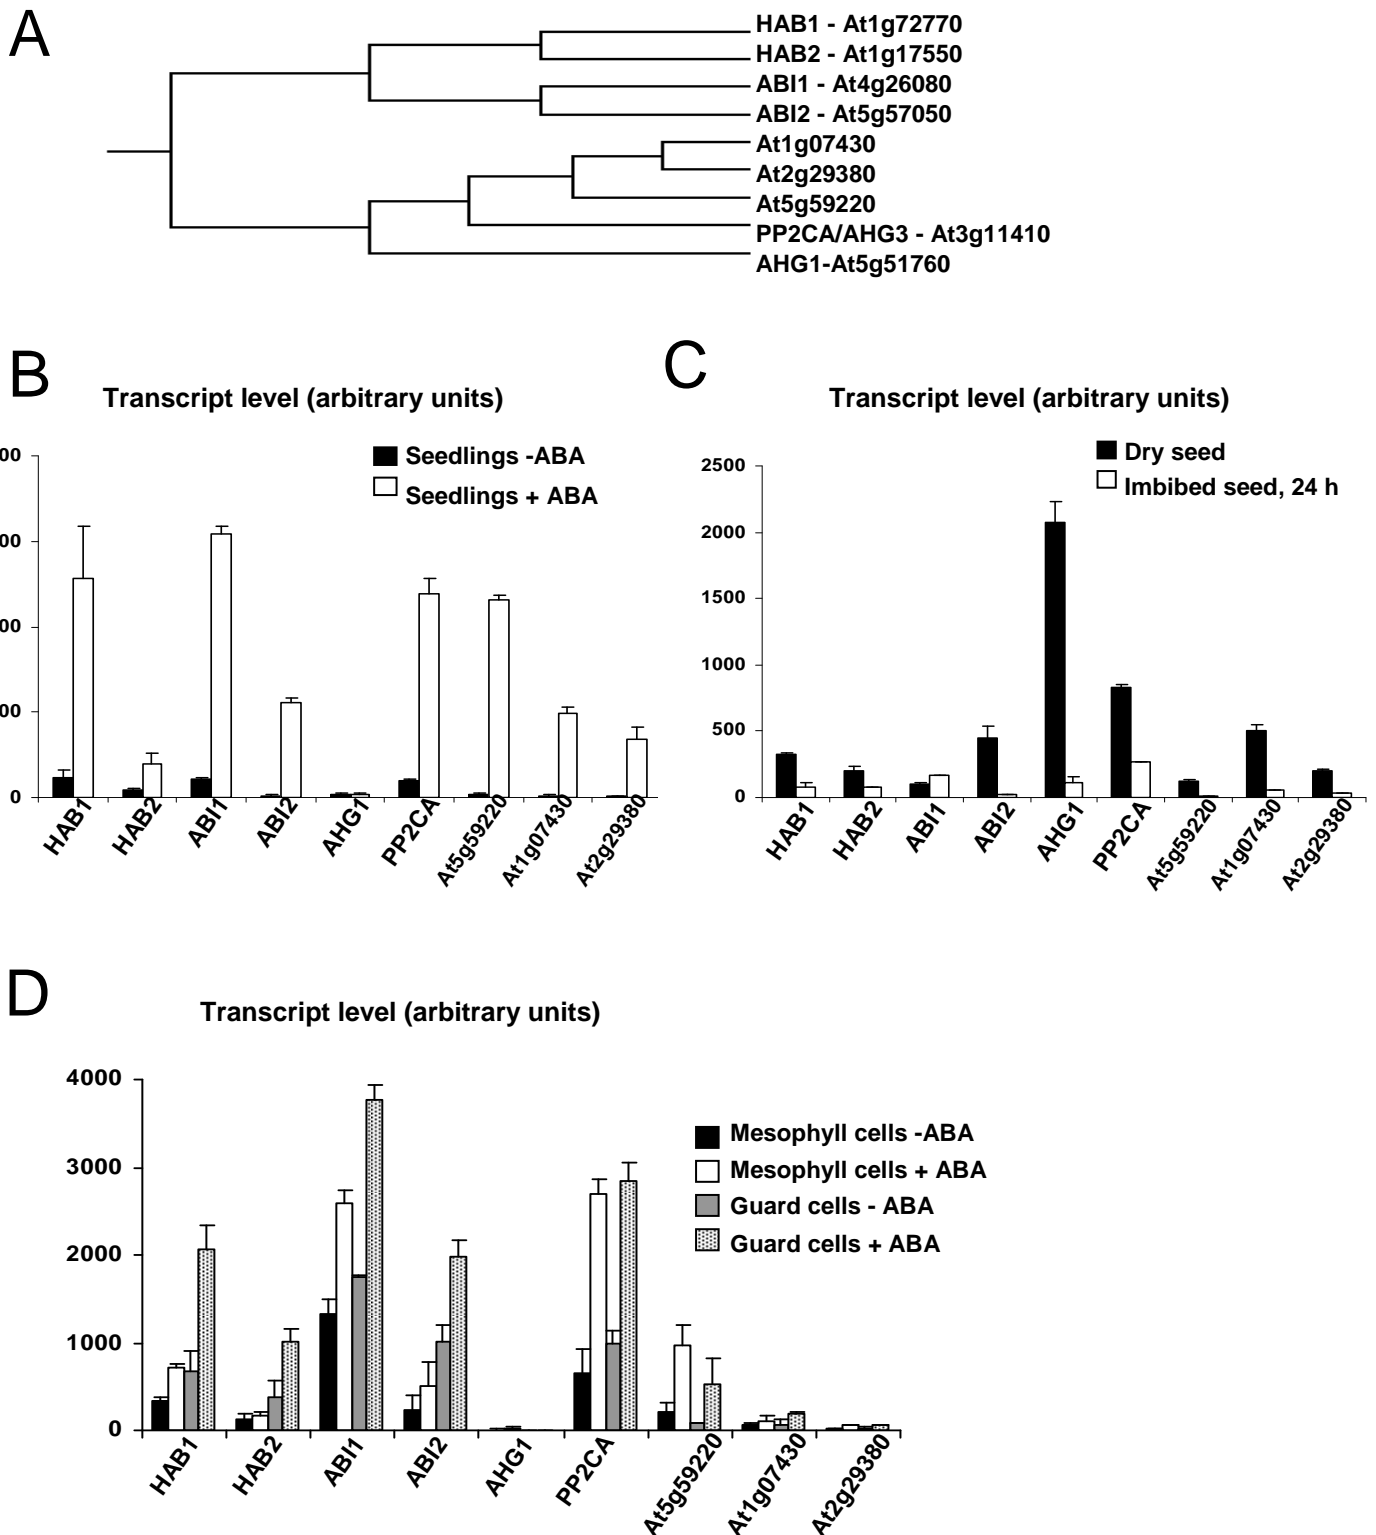 A
HAB1 - At1g72770
HAB2 - At1g17550
ABI1 - At4g26080
ABI2 - At5g57050
At1g07430
At2g29380
At5g59220
PP2CA/AHG3 - At3g11410
AHG1-At5g51760
B
Transcript level (arbitrary units)
Seedlings -ABA
Seedlings + ABA
00
00
00
00
0
HAB1
HAB2
ABI1
ABI2
AHG1
PP2CA
At5g59220
At1g07430
At2g29380
C
Transcript level (arbitrary units)
Dry seed
Imbibed seed, 24 h
2500
2000
1500
1000
500
0
HAB1
HAB2
ABI1
ABI2
AHG1
PP2CA
At5g59220
At1g07430
At2g29380
D
Transcript level (arbitrary units)
4000
3000
2000
1000
0
Mesophyll cells -ABA
Mesophyll cells + ABA
Guard cells - ABA
Guard cells + ABA
HAB1
HAB2
ABI1
ABI2
AHG1
PP2CA
At5g59220
At1g07430
At2g29380